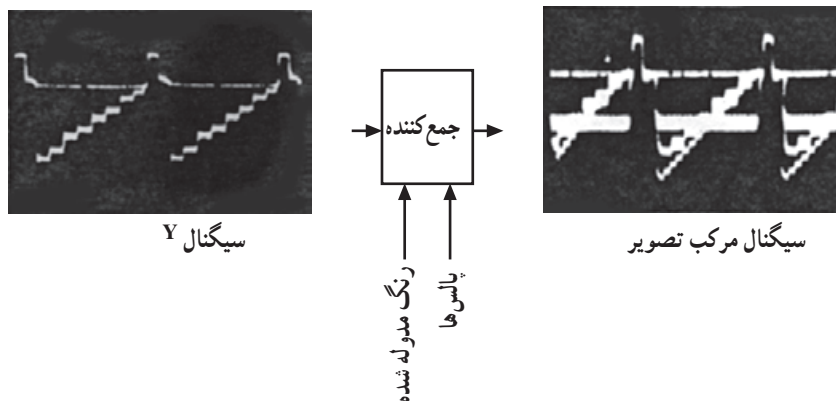 جمع‌کننده
سیگنال Y
سیگنال مرکب تصویر
رنگ مدوله شده
پالس‌ها